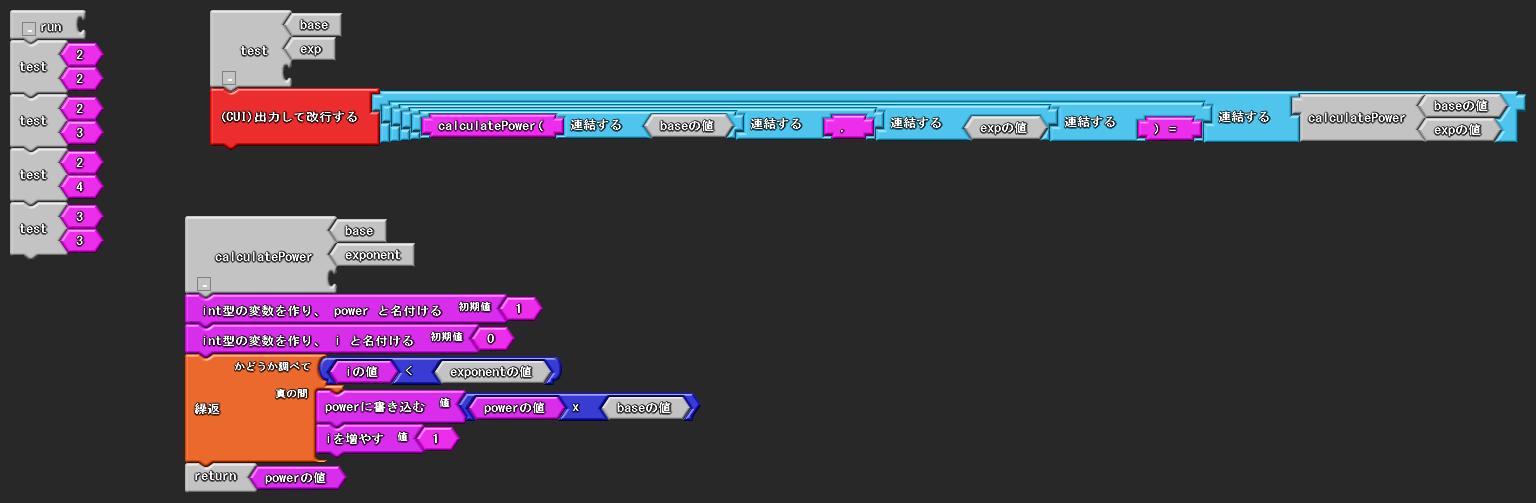 run
test 2 2
test 2 3
test 2 4
test 3 3
test base exp
(CUI)出力して改行する calculatePower( 連結する baseの値 連結する , 連結する expの値 連結する ) = 連結する calculatePower baseの値 expの値
calculatePower base exponent
int型の変数を作り、 power と名付ける 初期値 1
int型の変数を作り、 i と名付ける 初期値 0
繰返 かどうか調べて iの値 < exponentの値
真の間 powerに書き込む 値 powerの値 x baseの値
iを増やす 値 1
return powerの値